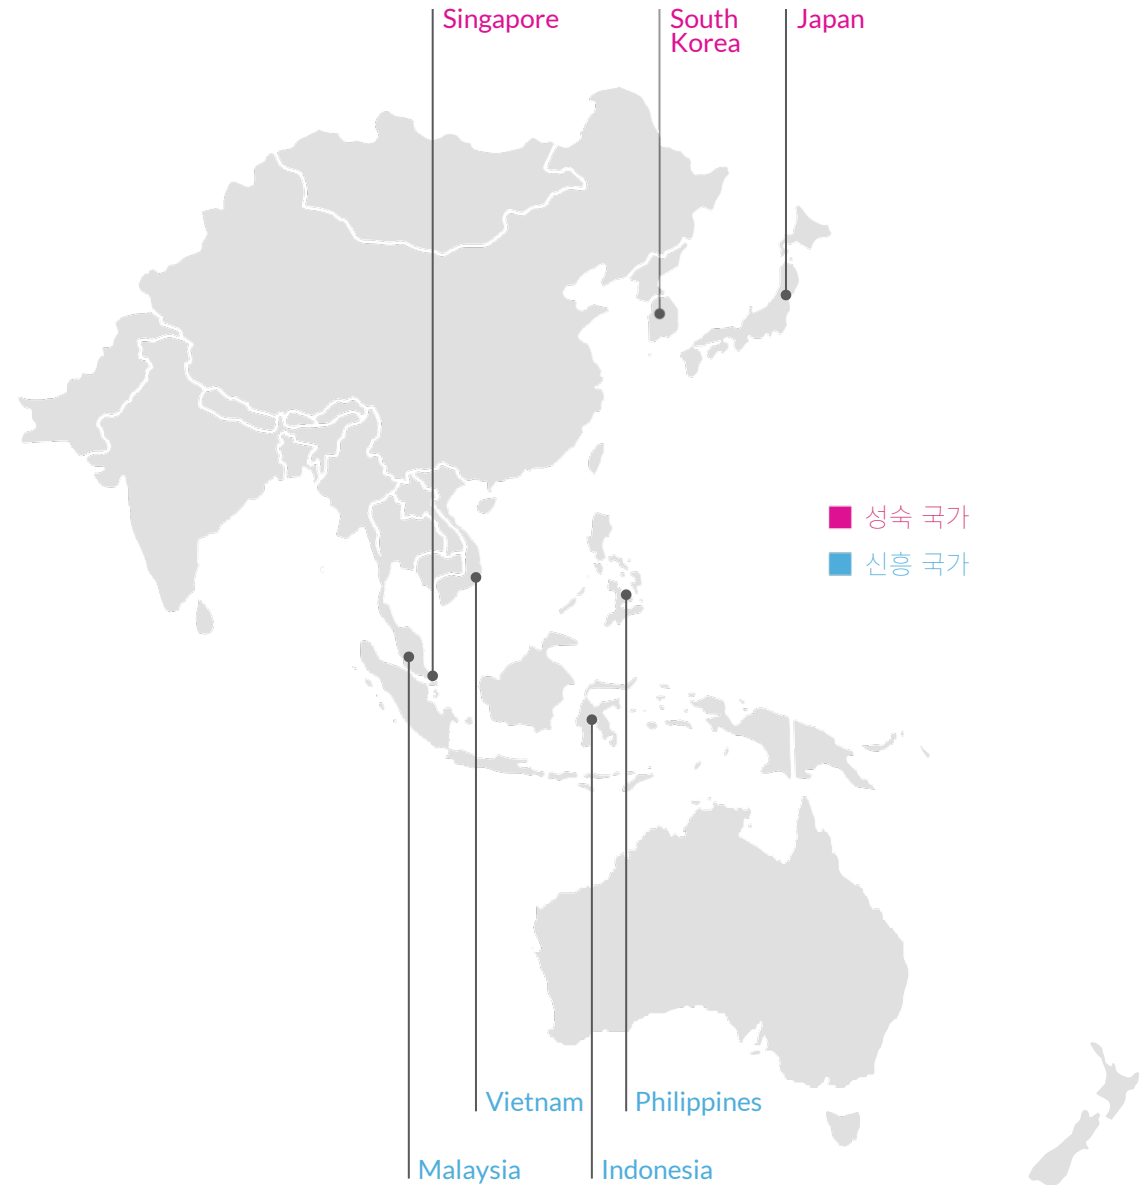 Singapore
South
Korea
Japan
성숙 국가
신흥 국가
Vietnam
Philippines
Malaysia
Indonesia